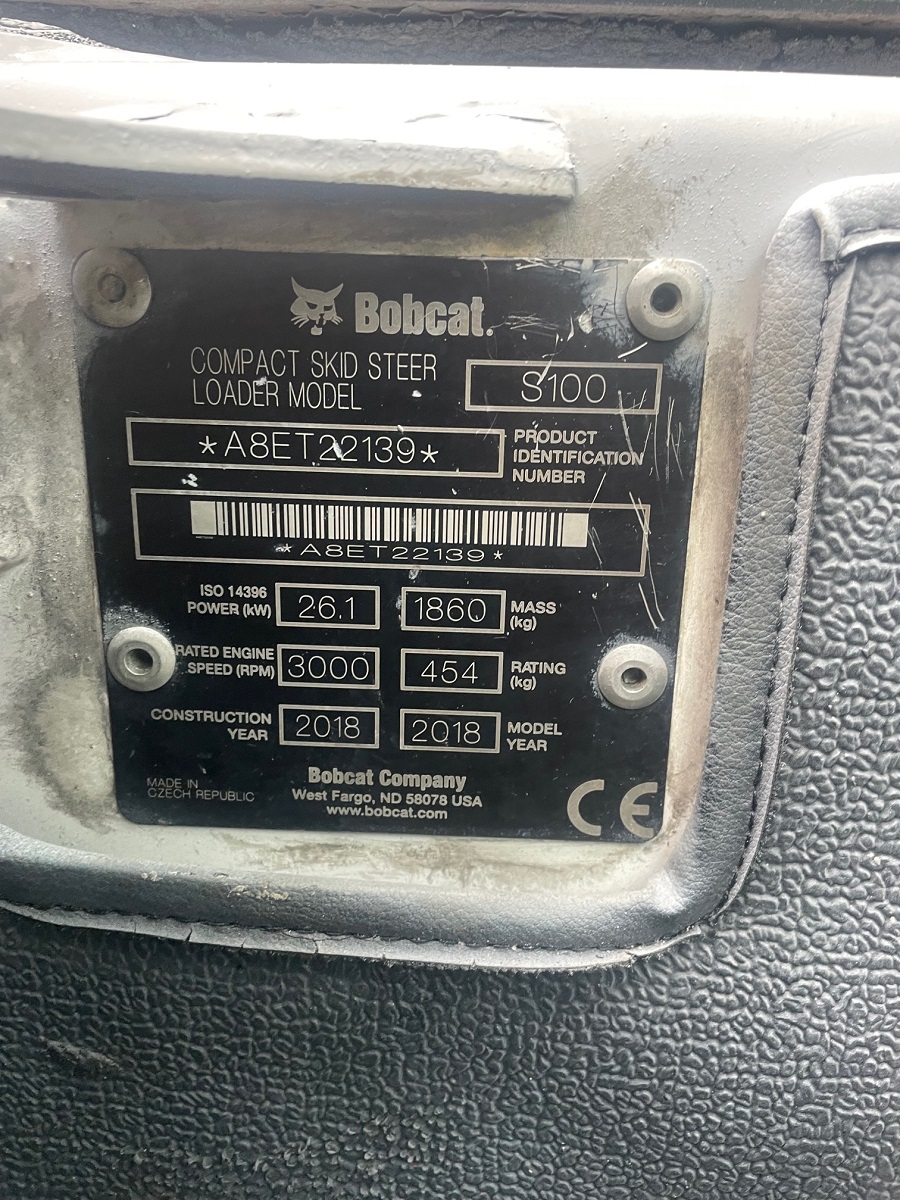 Bobcat.
COMPACT SKID STEER
LOADER MODEL
S100
*A8ET22139*
PRODUCT
IDENTIFICATION
NUMBER
*A8ET22139*
ISO 14396
POWER (kW)
26.1
1860
MASS
(kg)
RATED ENGINE
SPEED (RPM)
3000
454
RATING
(kg)
CONSTRUCTION
YEAR
2018
2018
MODEL
YEAR
MADE IN
CZECH REPUBLIC
Bobcat Company
West Fargo, ND 58078 USA
www.bobcat.com
CE